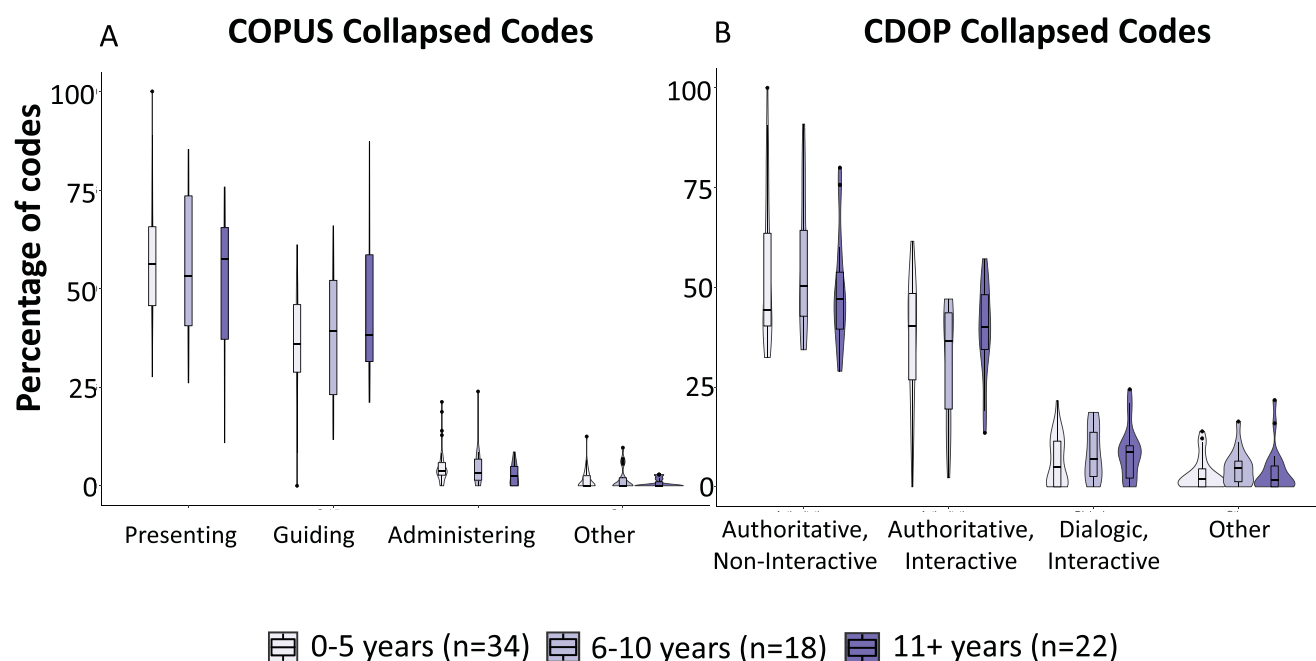 A COPUS Collapsed Codes
Percentage of codes
100
75
50
25
0
Presenting Guiding Administering Other
B CDOP Collapsed Codes
100
75
50
25
0
Authoritative, Authoritative, Dialogic, Other
Non-Interactive Interactive Interactive
0-5 years (n=34) 6-10 years (n=18) 11+ years (n=22)